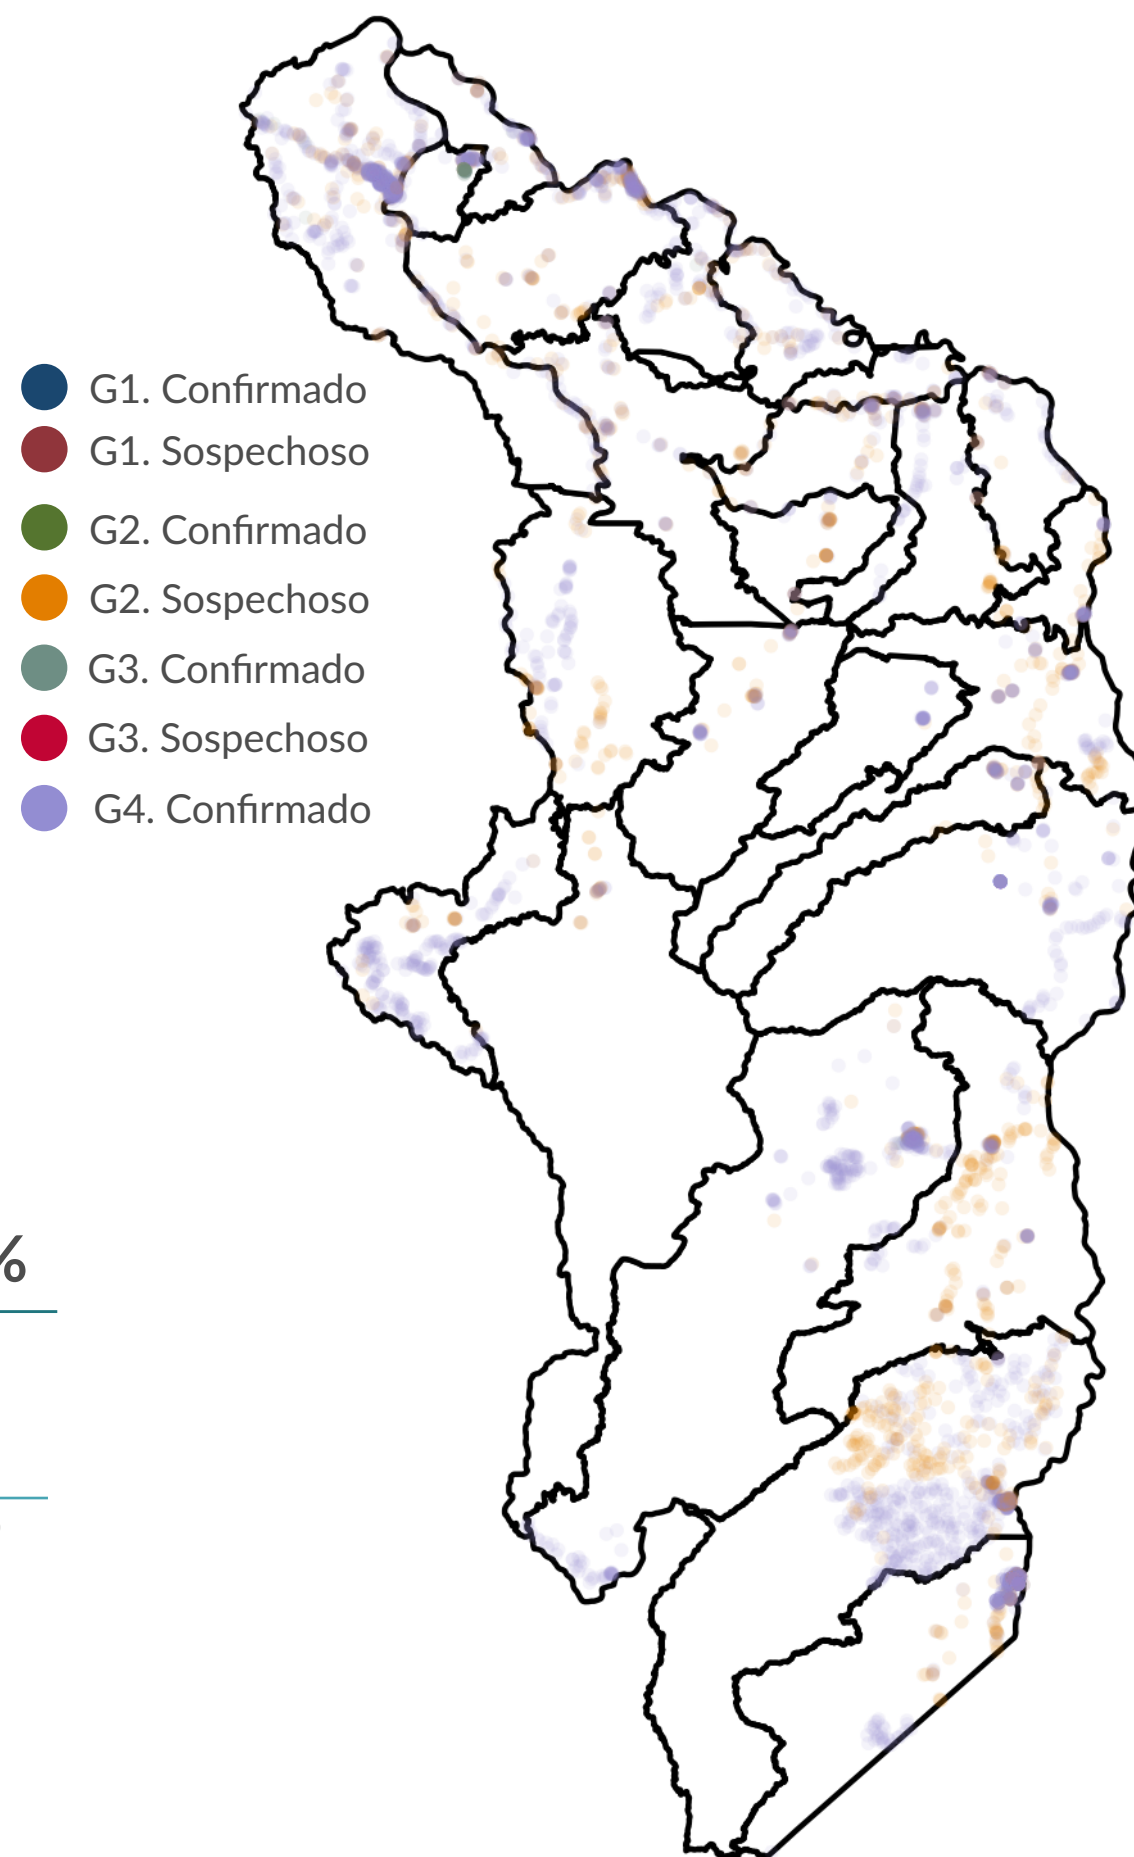 G1. Confirmado
G1. Sospechoso
G2. Confirmado
G2. Sospechoso
G3. Confirmado
G3. Sospechoso
G4. Confirmado
%